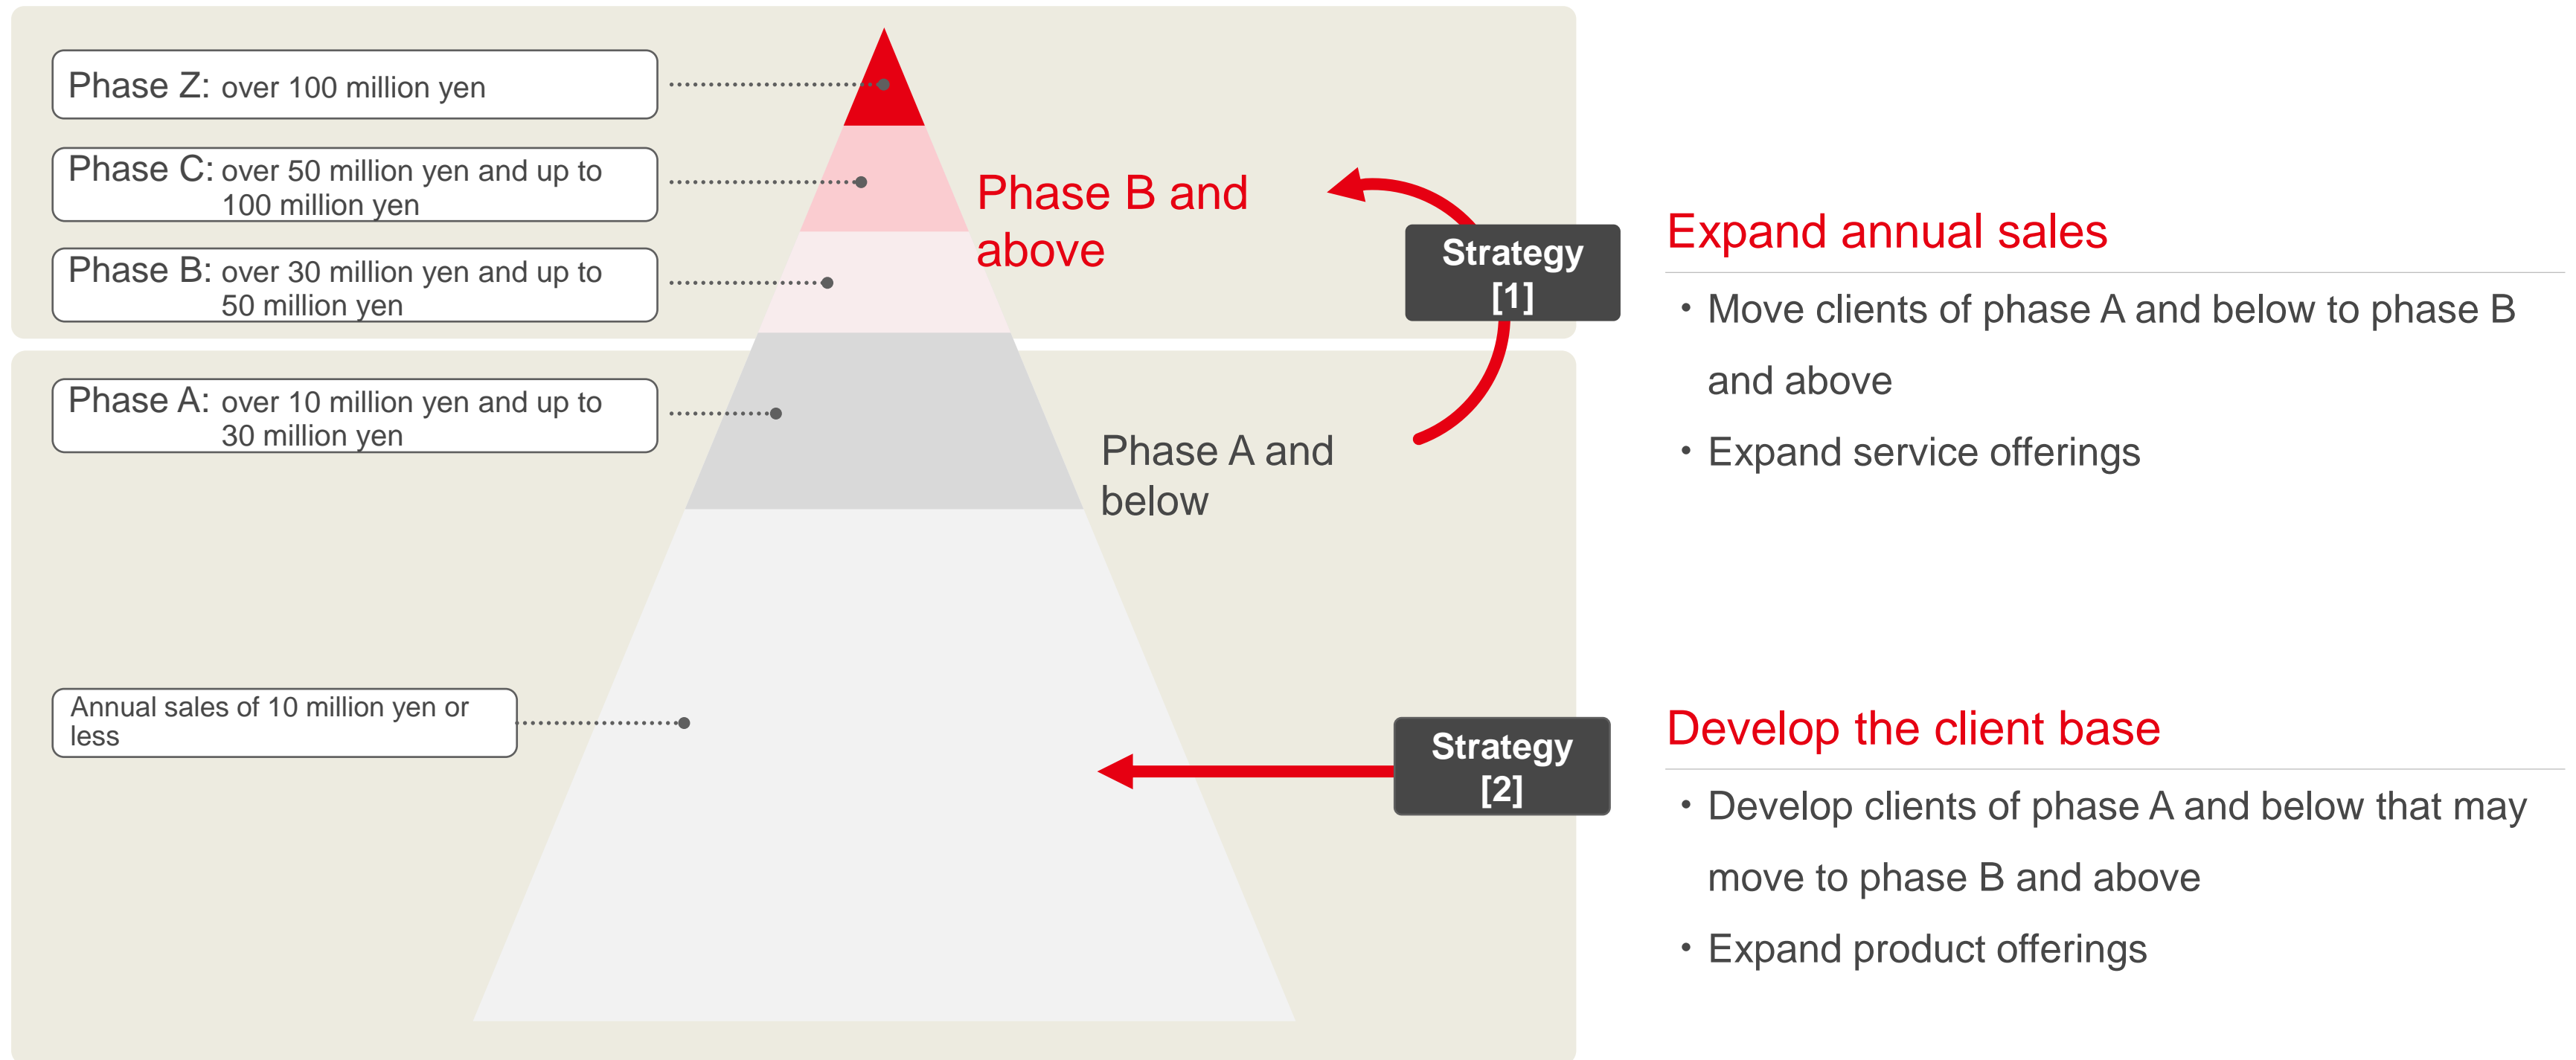 Phase Z: over 100 million yen
Phase C: over 50 million yen and up to
100 million yen
Phase B: over 30 million yen and up to
50 million yen
Phase B and
above
Strategy
[1]
Expand annual sales
・Move clients of phase A and below to phase B
and above
・Expand service offerings
Phase A: over 10 million yen and up to
30 million yen
Phase A and
below
Annual sales of 10 million yen or
less
Strategy
[2]
Develop the client base
・Develop clients of phase A and below that may
move to phase B and above
・Expand product offerings